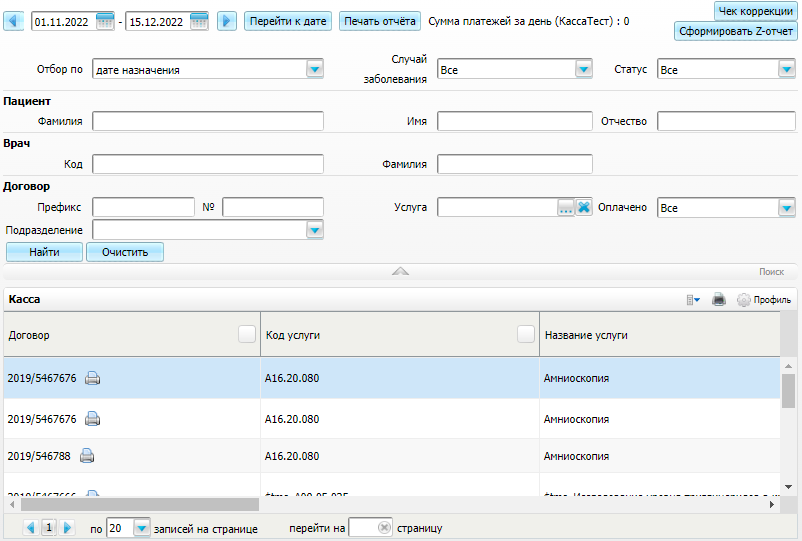 Чек коррекции
01.11.2022 - 15.12.2022 Перейти к дате Печать отчёта Сумма платежей за день (КассаТест) : 0
Сформировать Z-отчет
Отбор по дате назначения Случай заболевания Все Статус Все
Пациент
Фамилия Имя Отчество
Врач
Код Фамилия
Договор
Префикс № Услуга ... Оплачено Все
Подразделение
Найти Очистить
Поиск
Касса Профиль
Договор Код услуги Название услуги
2019/5467676 A16.20.080 Амниоскопия
2019/5467676 A16.20.080 Амниоскопия
2019/546788 A16.20.080 Амниоскопия
1 по 20 записей на странице перейти на страницу